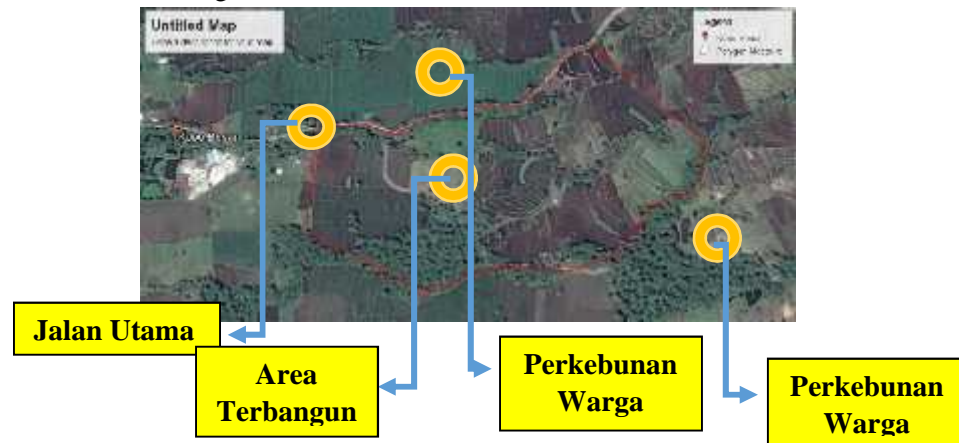 Untitled Map
Jalan Utama
Area
Terbangun
Perkebunan
Warga
Perkebunan
Warga